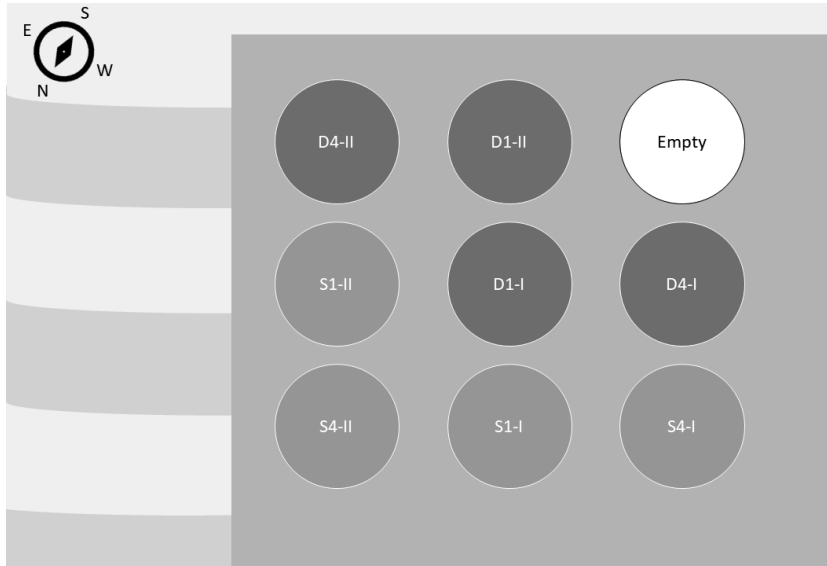 S
E
W
N
D4-II
D1-II
Empty
S1-II
D1-I
D4-I
S4-II
S1-I
S4-I